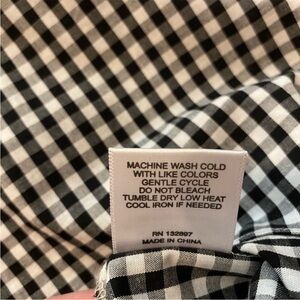 MACHINE WASH COLD
WITH LIKE COLORS
GENTLE CYCLE
DO NOT BLEACH
TUMBLE DRY LOW HEAT
COOL IRON IF NEEDED
RN 132897
MADE IN CHINA